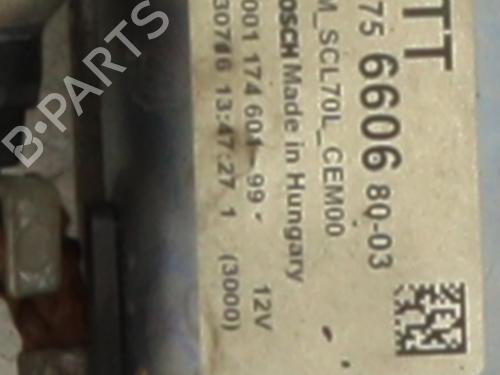 TT
75 6606 80-03
M_SCL70L_CEM00
BOSCH Made in Hungary
001 174 601-99 12V
230716 13:47:27 1 (3000)
B-PARTS